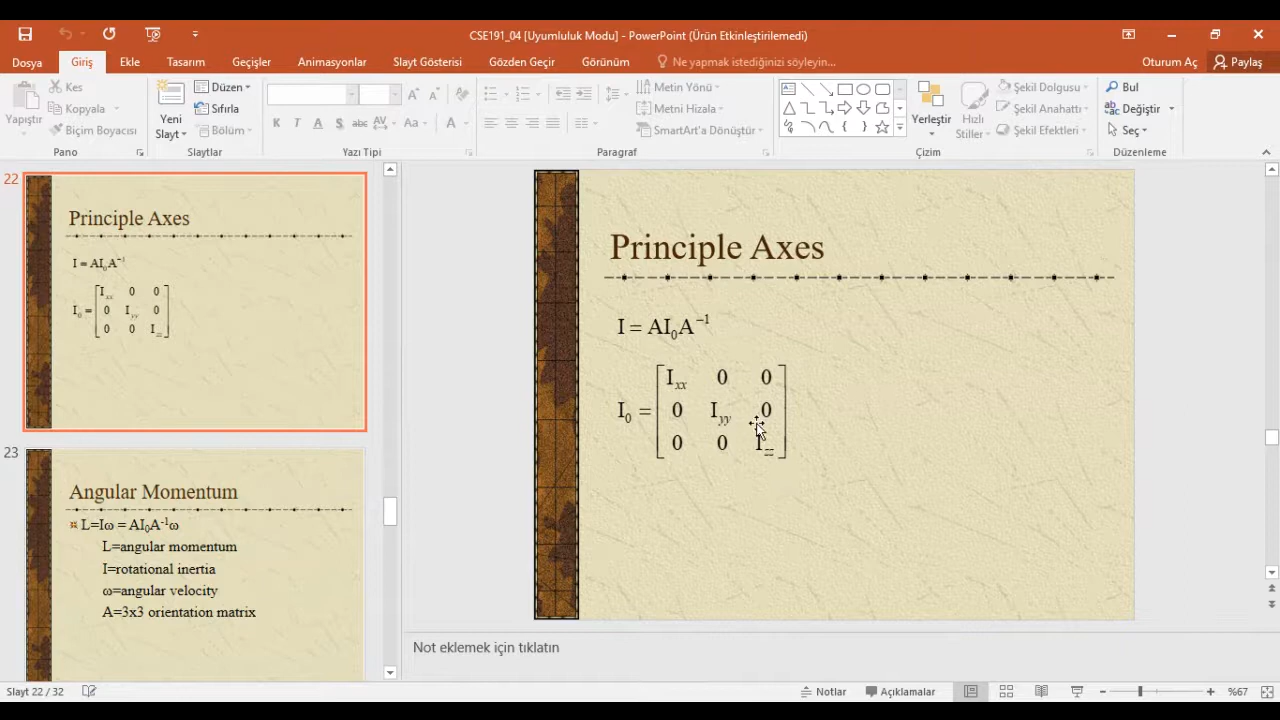 CSE191_04 [Uyumluluk Modu] - PowerPoint (Ürün Etkinleştirilemedi)
Dosya Giriş Ekle Tasarım Geçişler Animasyonlar Slayt Gösterisi Gözden Geçir Görünüm Ne yapmak istediğinizi söyleyin... Oturum Aç Paylaş
Yapıştır
Kes
Kopyala
Biçim Boyacısı
Pano
Yeni Slayt
Düzen
Sıfırla
Bölüm
Slaytlar
K T A S abc AV Aa A
Yazı Tipi
Metin Yönü
Metni Hizala
SmartArt'a Dönüştür
Paragraf
Yerleştir
Hızlı Stiller
Şekil Dolgusu
Şekil Anahattı
Şekil Efektleri
Çizim
Bul
Değiştir
Seç
Düzenleme
22
Principle Axes
I = AI₀A⁻¹
I₀ =
Ixx 0 0
0 Iyy 0
0 0 Izz
23
Angular Momentum
L=Iω = AI₀A⁻¹ω
L=angular momentum
I=rotational inertia
ω=angular velocity
A=3x3 orientation matrix
Principle Axes
I = AI₀A⁻¹
I₀ =
Ixx 0 0
0 Iyy 0
0 0 Izz
Not eklemek için tıklatın
Slayt 22 / 32 Notlar Açıklamalar %67